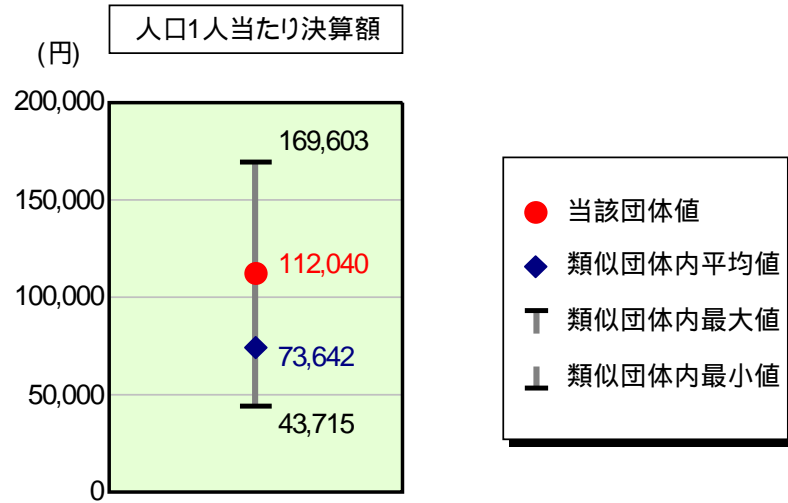 人口1人当たり決算額
(円)
200,000
169,603
150,000
112,040
100,000
73,642
50,000
43,715
0
当該団体値
類似団体内平均値
類似団体内最大値
類似団体内最小値